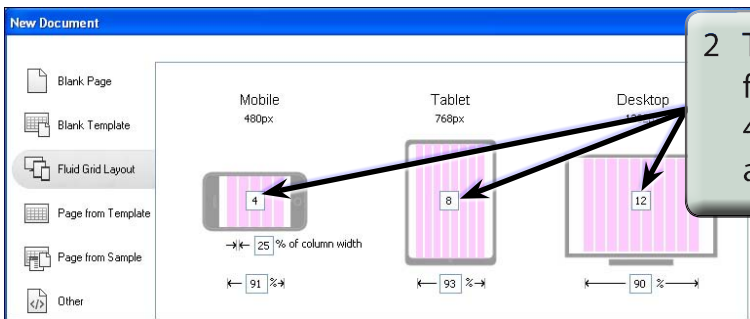 New Document
Blank Page
Blank Template
Fluid Grid Layout
Page from Template
Page from Sample
Other
Mobile
480px
4
25 % of column width
91 %
Tablet
768px
8
93 %
Desktop
12
90 %
2